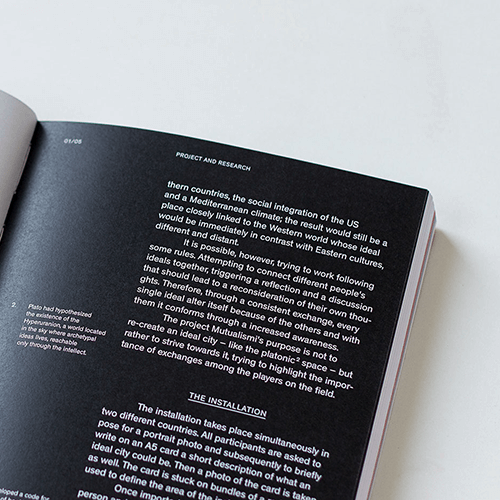 01/05
PROJECT AND RESEARCH
thern countries, the social integration of the US
and a Mediterranean climate; the result would still be a
place closely linked to the Western world whose ideal
would be immediately in contrast with Eastern cultures,
different and distant.
It is possible, however, trying to work following
some rules. Attempting to connect different people's
ideals together, triggering a reflection and a discussion
that should lead to a reconsideration of their own thou-
ghts. Therefore, through a consistent exchange, every
single ideal alter itself because of the others and with
them it conforms through a increased awareness.
The project Mutualismi's purpose is not to
re-create an ideal city – like the platonic² space – but
rather to strive towards it, trying to highlight the impor-
tance of exchanges among the players on the field.
2. Plato had hypothesized
the existence of the
Hyperuranion, a world located
in the sky where archetypal
ideas lives, reachable
only through the intellect.
THE INSTALLATION
The installation takes place simultaneously in
two different countries. All participants are asked to
pose for a portrait photo and subsequently to briefly
write on an A5 card a short description of what an
ideal city could be. Then a photo of the card is taken
as well. The card is stuck on bundles of a
used to define the area of the
Once
person
eloped a code for